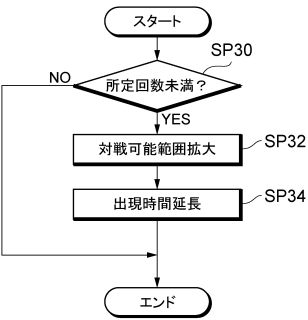 スタート
SP30
所定回数未満？
NO
YES
対戦可能範囲拡大
SP32
出現時間延長
SP34
エンド